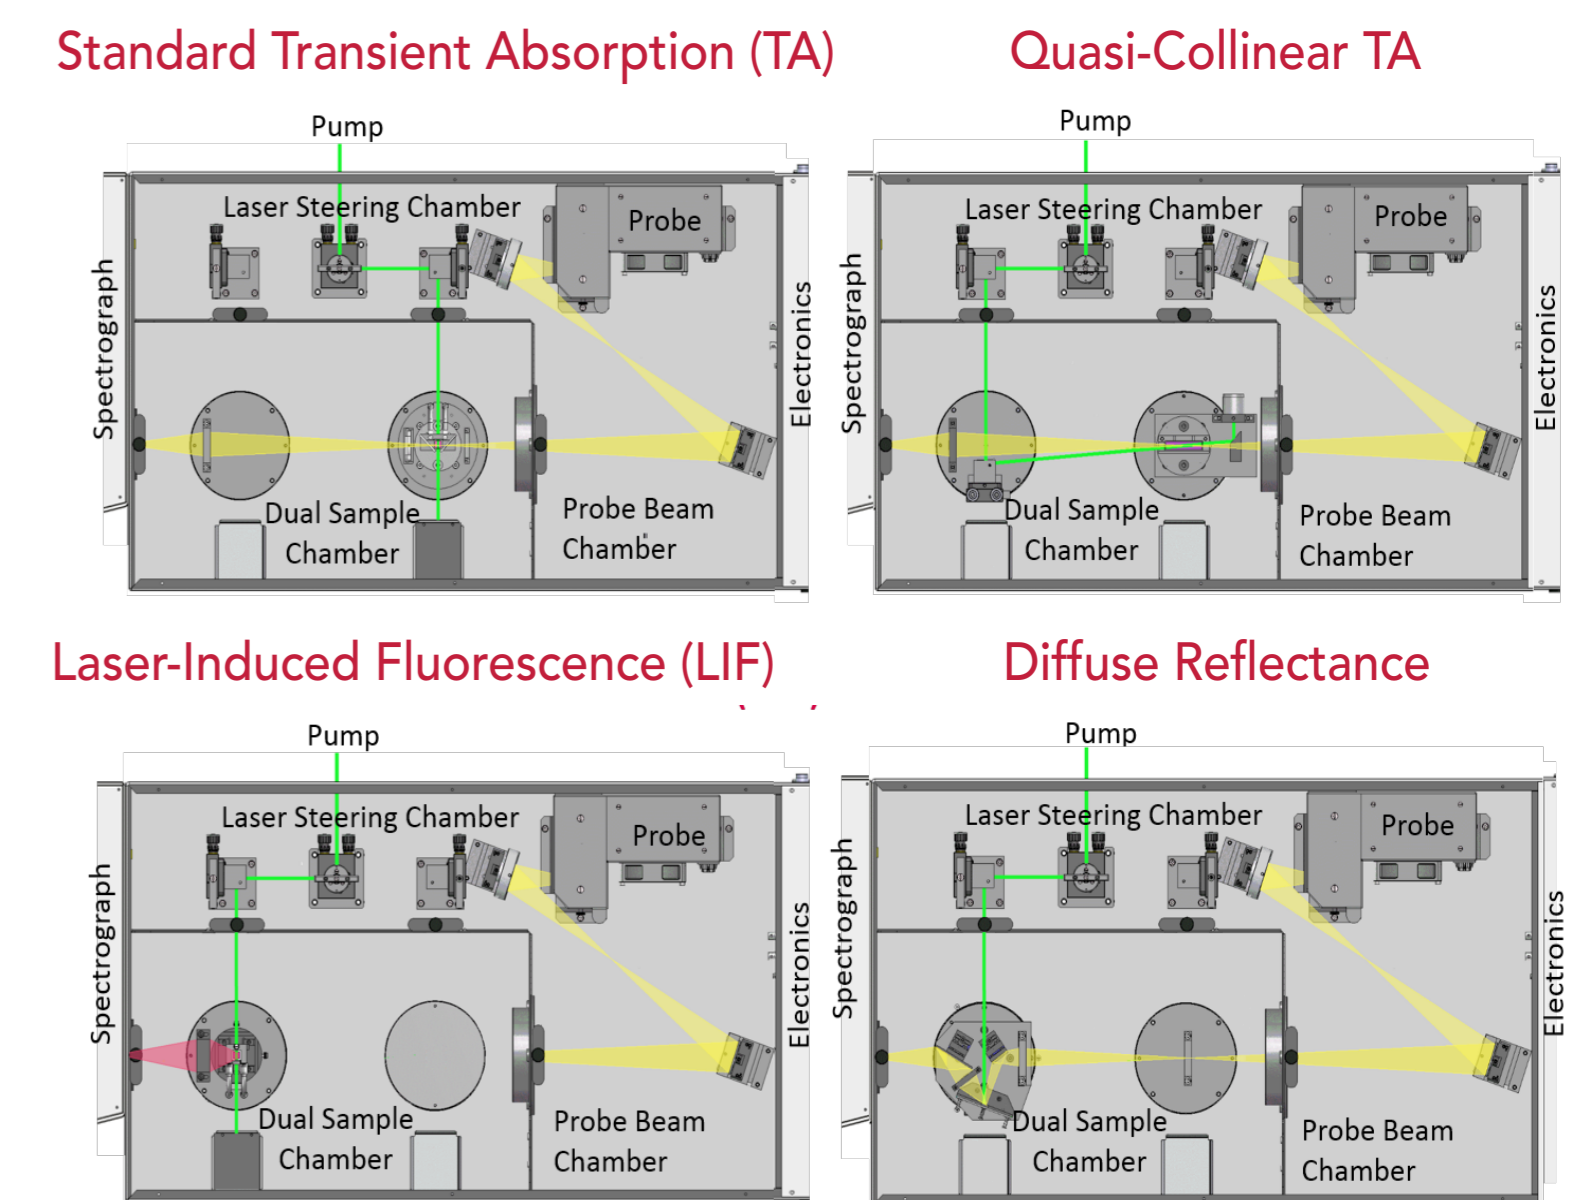 Standard Transient Absorption (TA)
Pump
Laser Steering Chamber
Probe
Spectrograph
Electronics
Dual Sample
Chamber
Probe Beam
Chamber
Quasi-Collinear TA
Pump
Laser Steering Chamber
Probe
Spectrograph
Electronics
Dual Sample
Chamber
Probe Beam
Chamber
Laser-Induced Fluorescence (LIF)
Pump
Laser Steering Chamber
Probe
Spectrograph
Electronics
Dual Sample
Chamber
Probe Beam
Chamber
Diffuse Reflectance
Pump
Laser Steering Chamber
Probe
Spectrograph
Electronics
Dual Sample
Chamber
Probe Beam
Chamber